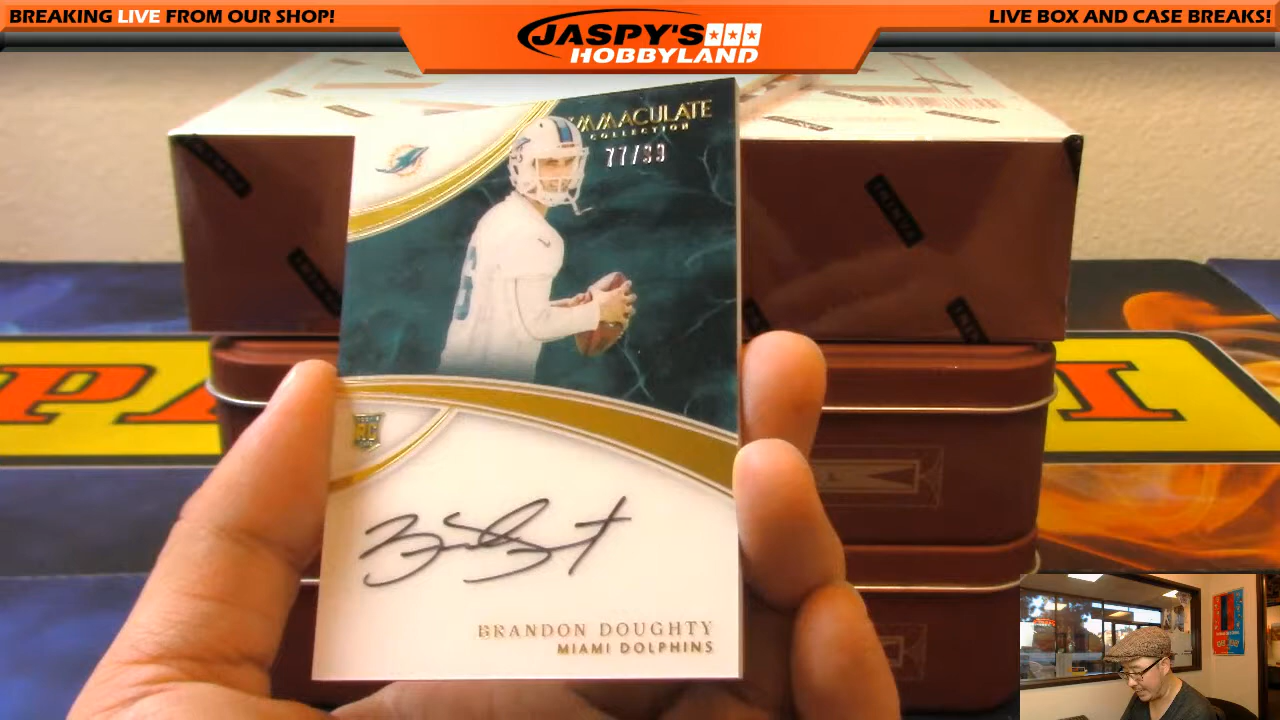 BREAKING LIVE FROM OUR SHOP!
JASPY'S
HOBBYLAND
LIVE BOX AND CASE BREAKS!
IMMACULATE
COLLECTION
77/99
RC
BRANDON DOUGHTY
MIAMI DOLPHINS